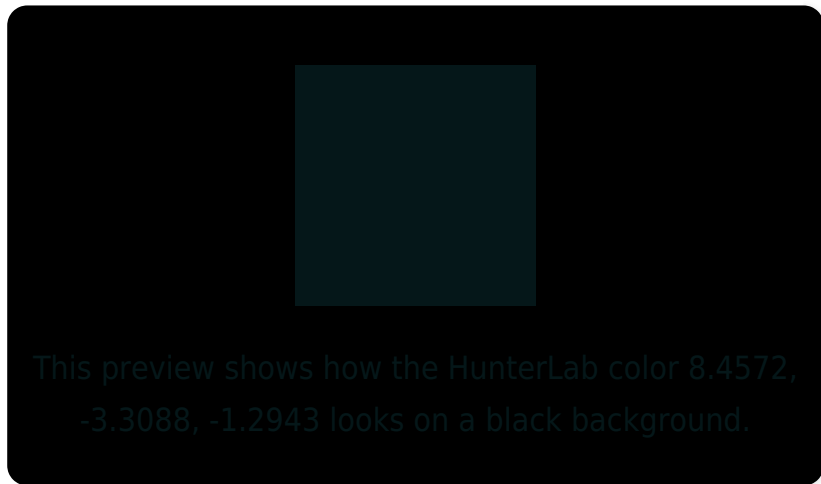 This preview shows how the HunterLab color 8.4572,
-3.3088, -1.2943 looks on a black background.